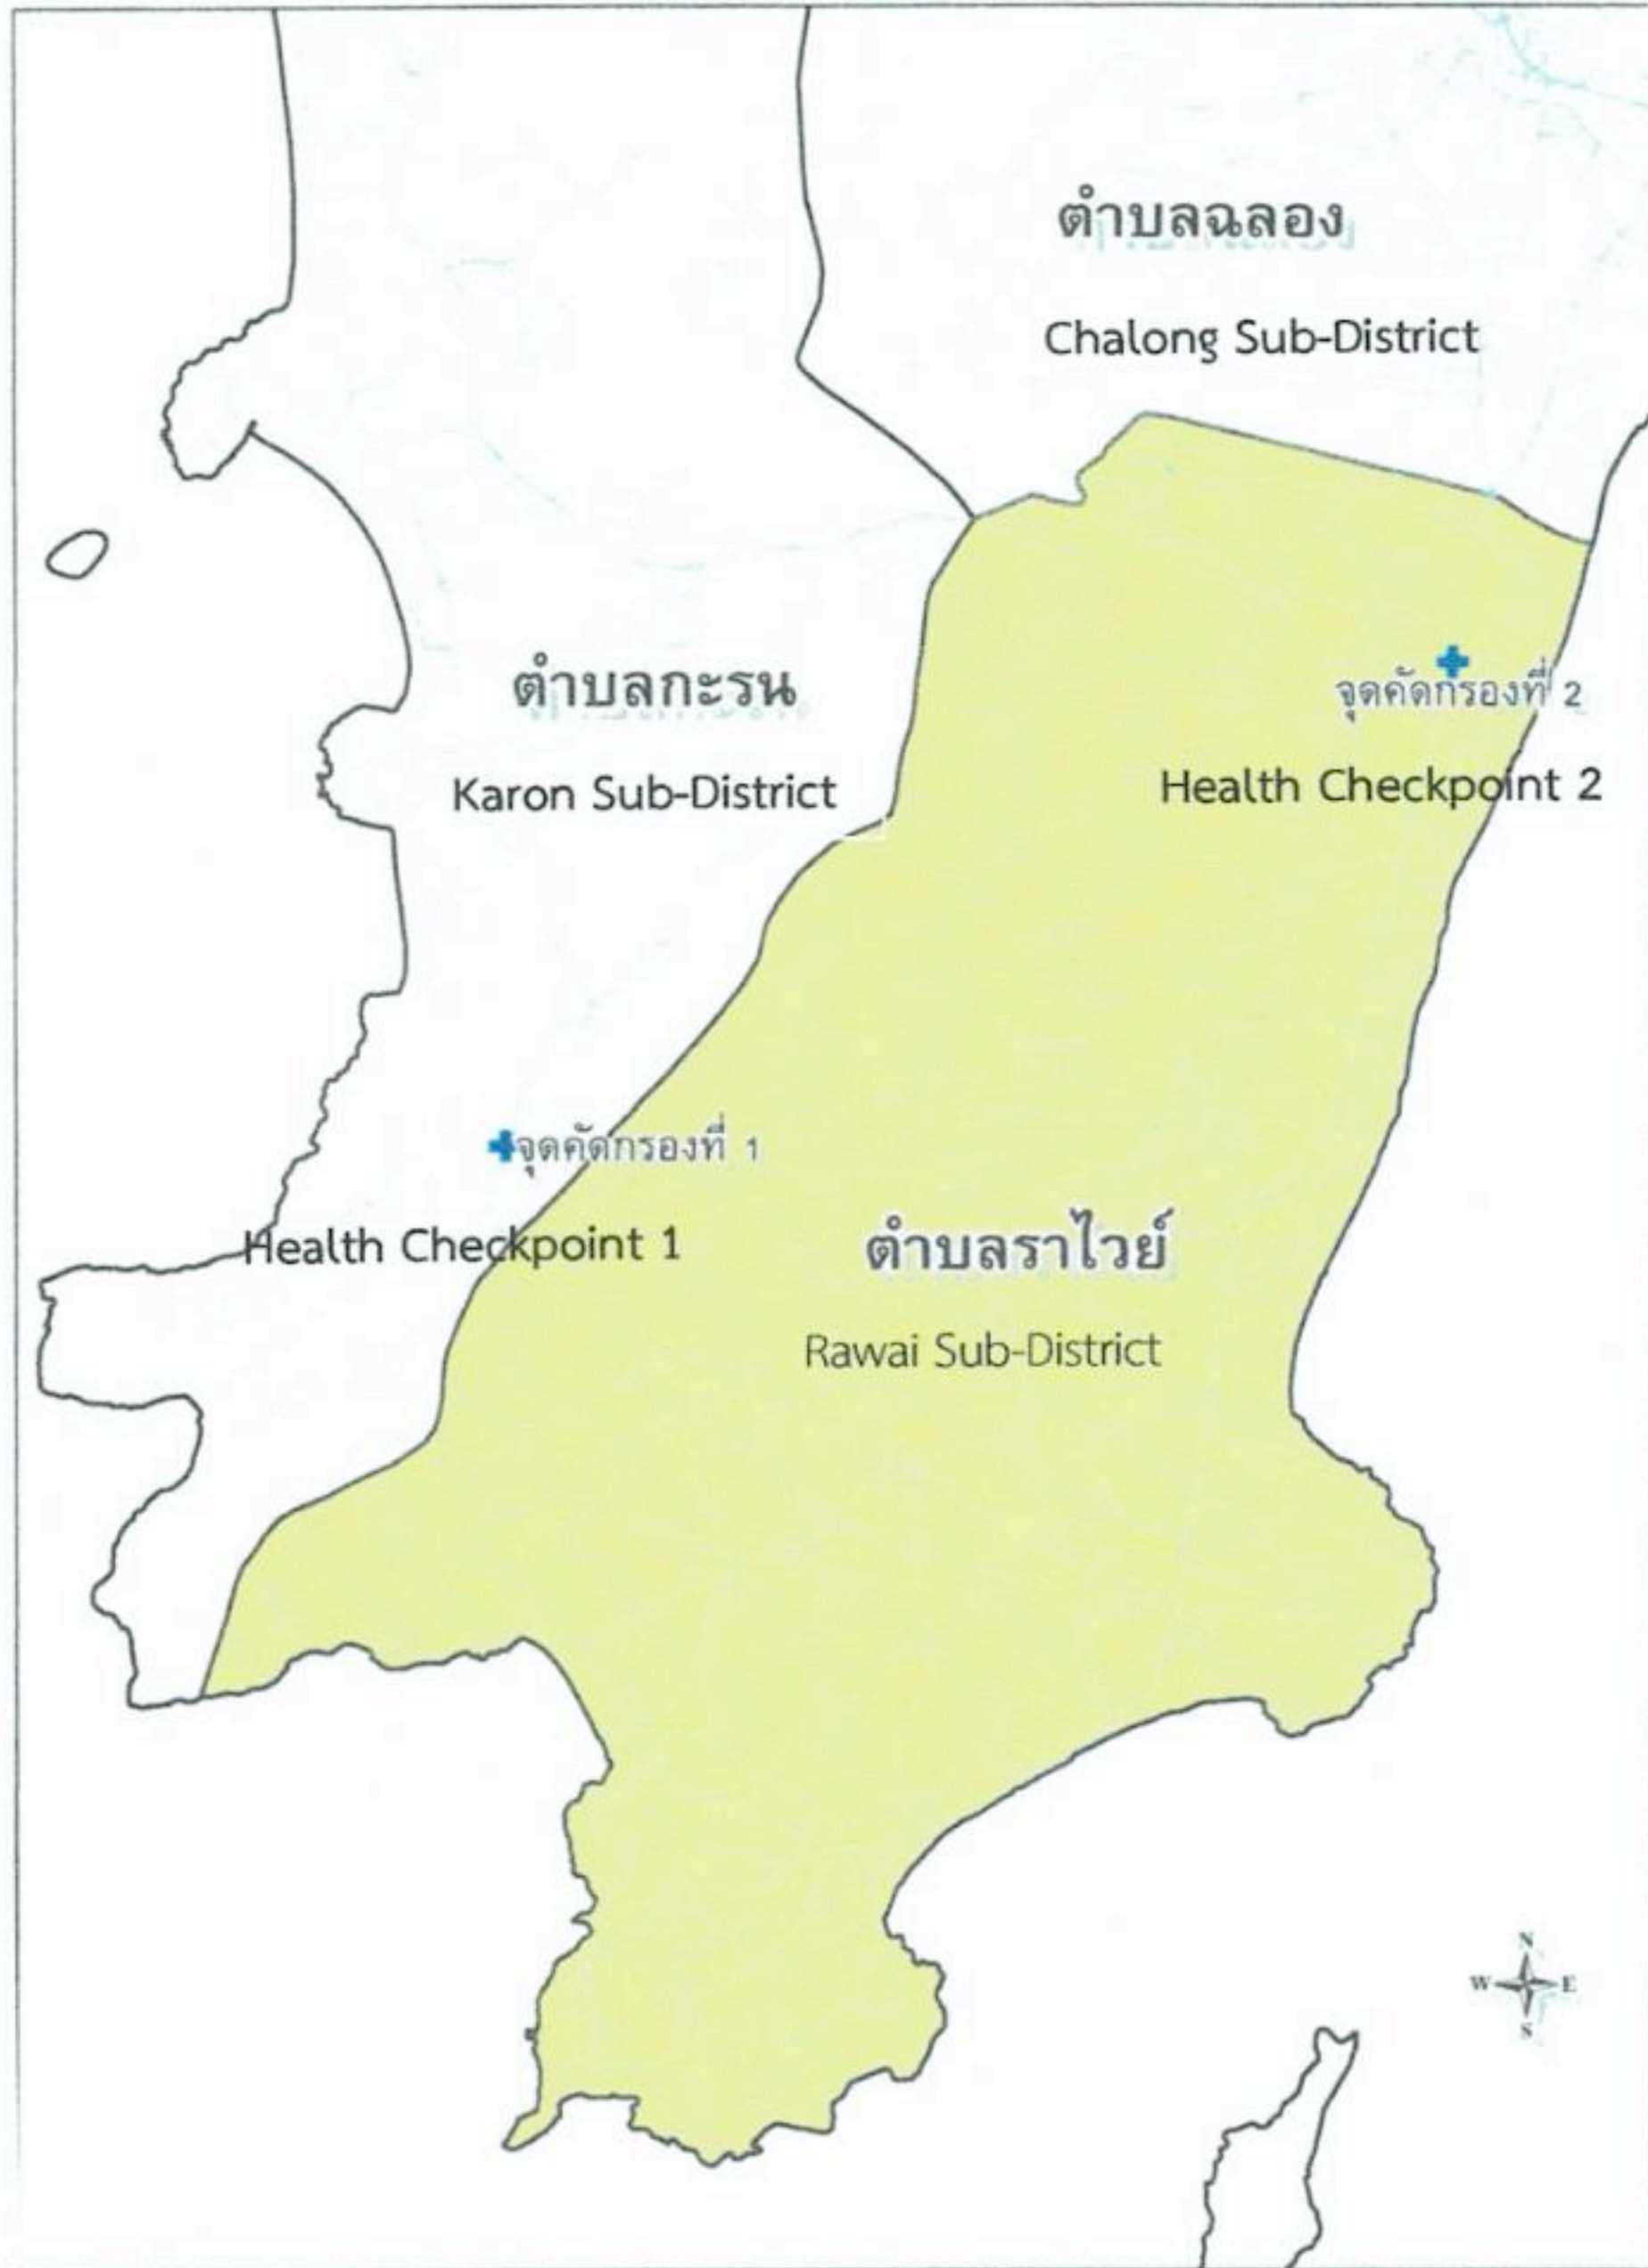 ตำบลฉลอง
Chalong Sub-District
ตำบลกะรน
Karon Sub-District
จุดคัดกรองที่ 2
Health Checkpoint 2
จุดคัดกรองที่ 1
Health Checkpoint 1
ตำบลราไวย์
Rawai Sub-District
N
W E
S